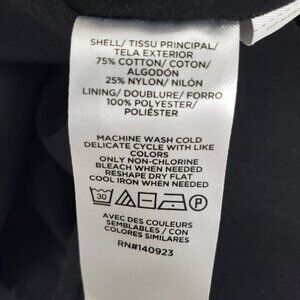 SHELL/ TISSU PRINCIPAL/
TELA EXTERIOR
75% COTTON/ COTON/
ALGODÓN
25% NYLON/ NILÓN
LINING/ DOUBLURE/ FORRO
100% POLYESTER/
POLIÉSTER
MACHINE WASH COLD
DELICATE CYCLE WITH LIKE
COLORS
ONLY NON-CHLORINE
BLEACH WHEN NEEDED
RESHAPE DRY FLAT
COOL IRON WHEN NEEDED
30 P
AVEC DES COULEURS
SEMBLABLES / CON
COLORES SIMILARES
RN#140923